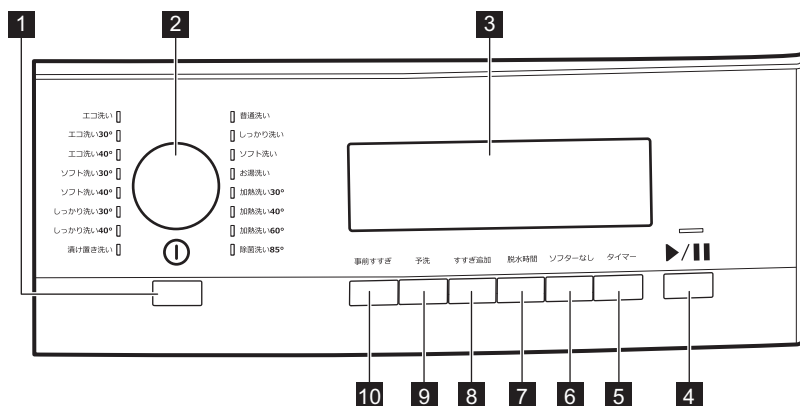 1
2
3
エコ洗い
エコ洗い30°
エコ洗い40°
ソフト洗い30°
ソフト洗い40°
しっかり洗い30°
しっかり洗い40°
漬け置き洗い
普通洗い
しっかり洗い
ソフト洗い
お湯洗い
加熱洗い30°
加熱洗い40°
加熱洗い60°
除菌洗い85°
事前すすぎ
予洗
すすぎ追加
脱水時間
ソフターなし
タイマー
10
9
8
7
6
5
4